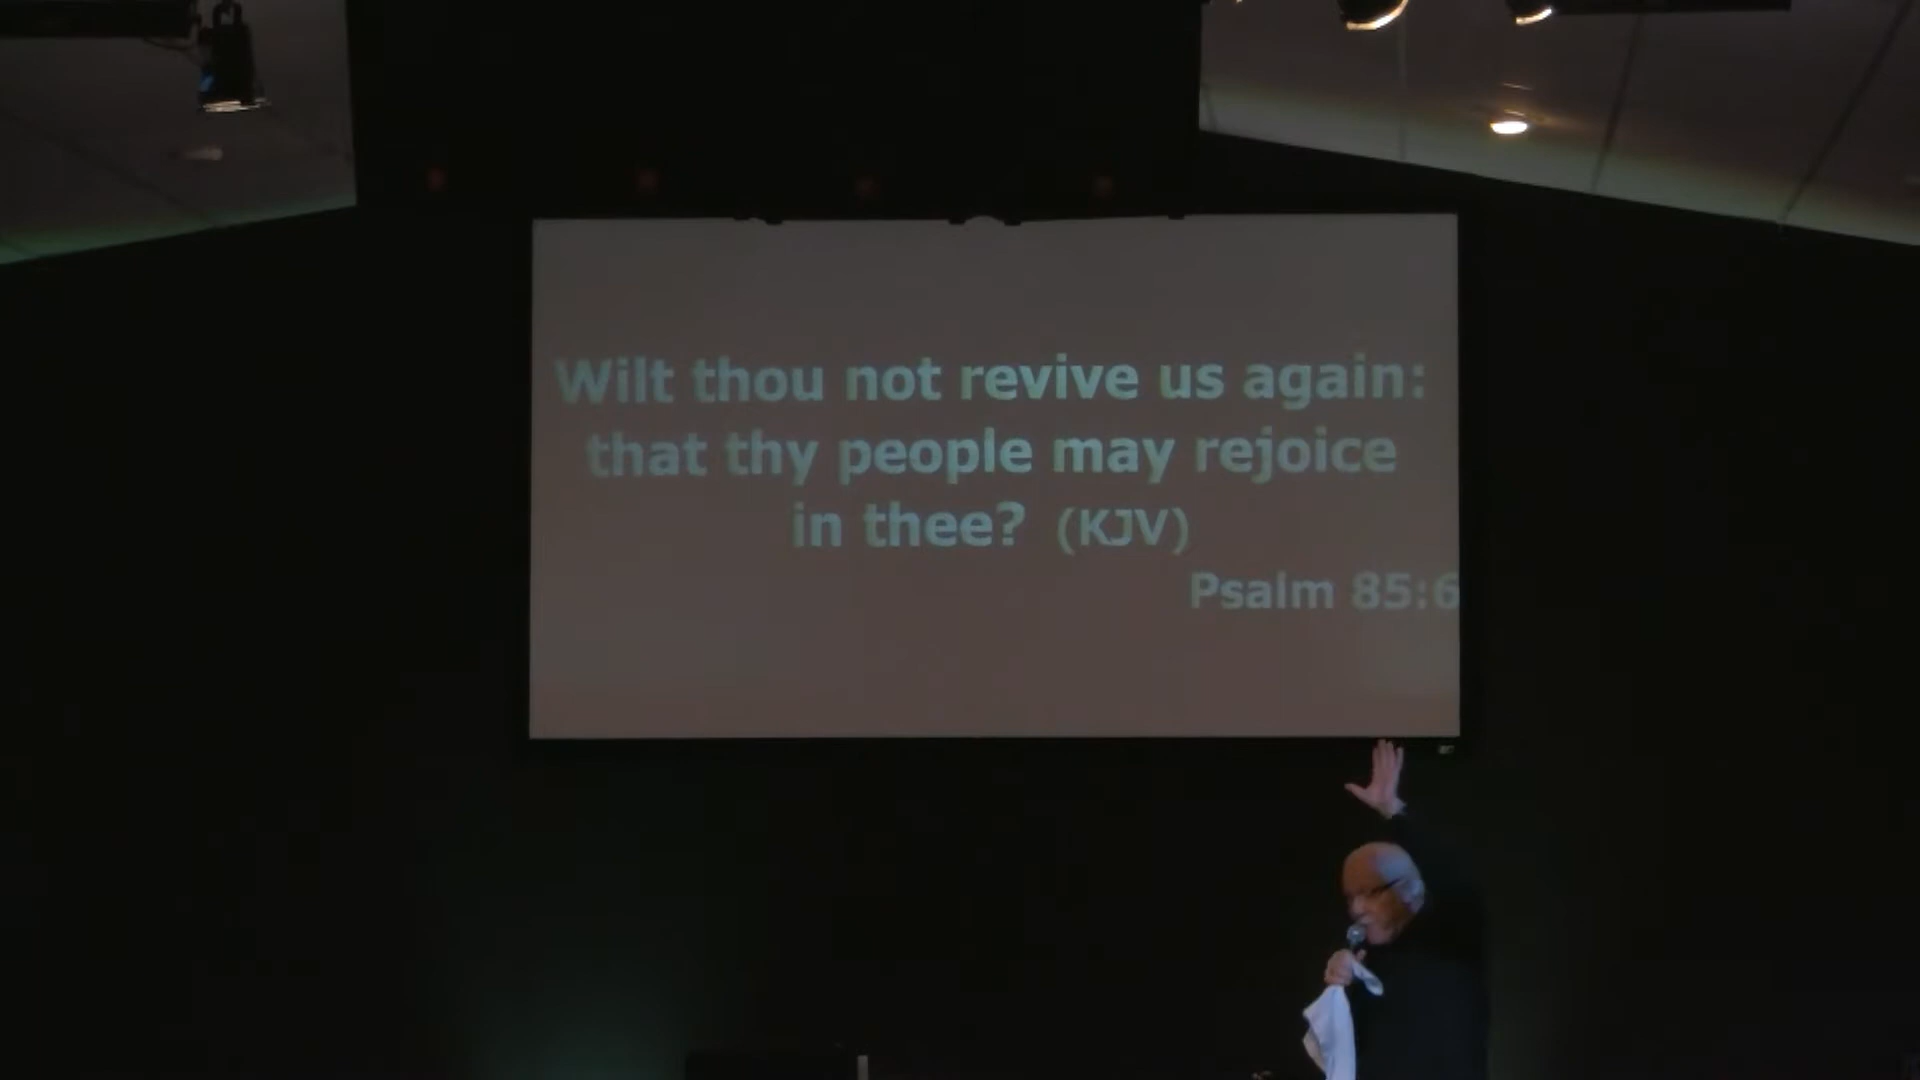 Wilt thou not revive us again:
that thy people may rejoice
in thee? (KJV)
Psalm 85:6